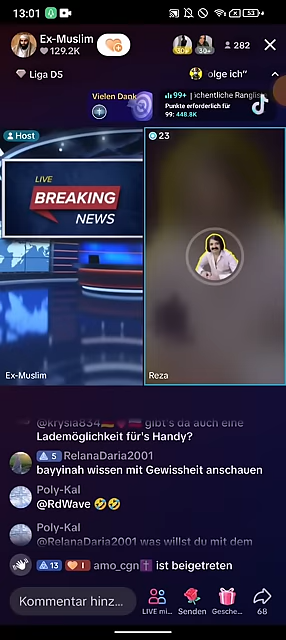 13:01
53
Ex-Muslim
129.2K
30+
282
Liga D5
olge ich"
Vielen Dank
99+
Punkte erforderlich für
99: 448.8K
Host
23
LIVE
BREAKING
NEWS
Ex-Muslim
Reza
@krysia834 gibt's da auch eine
Lademöglichkeit für's Handy?
5 RelanaDaria2001
bayyinah wissen mit Gewissheit anschauen
Poly-Kal
@RdWave 🤣🤣
Poly-Kal
@RelanaDaria2001 was willst du mit dem
13 1 amo_cgn✝️ ist beigetreten
Kommentar hinz...
LIVE mi...
Senden
Gesche...
68